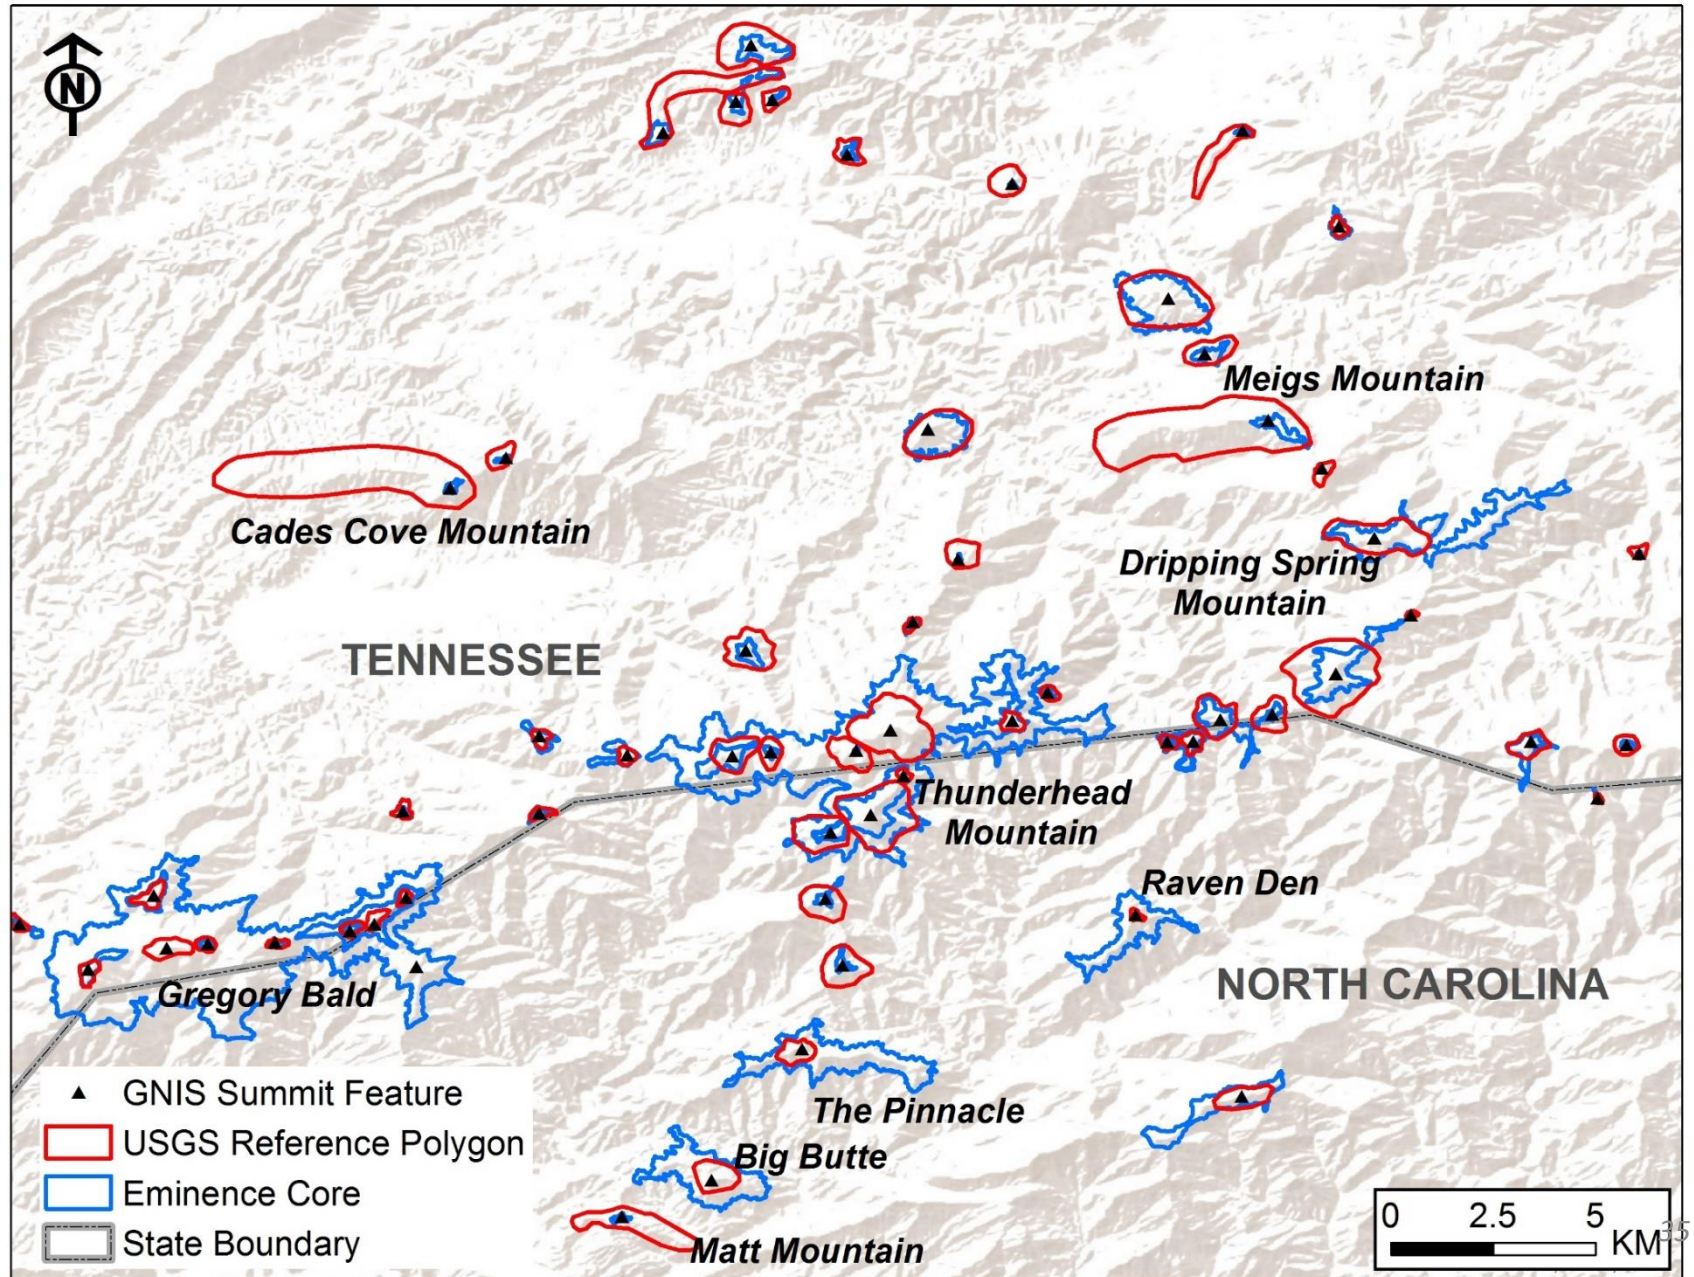 N
Meigs Mountain
Cades Cove Mountain
Dripping Spring
Mountain
TENNESSEE
Thunderhead
Mountain
Raven Den
NORTH CAROLINA
Gregory Bald
The Pinnacle
Big Butte
Matt Mountain
GNIS Summit Feature
USGS Reference Polygon
Eminence Core
State Boundary
0 2.5 5
KM
35